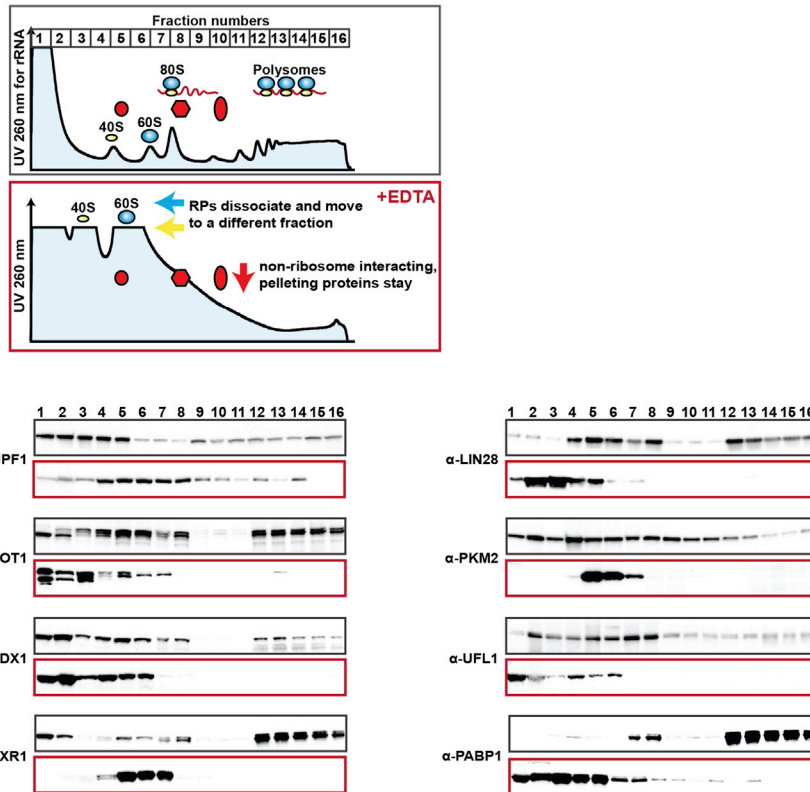 Fraction numbers
1 2 3 4 5 6 7 8 9 10 11 12 13 14 15 16
UV 260 nm for rRNA
80S
Polysomes
40S
60S
+EDTA
UV 260 nm
40S
60S
RPs dissociate and move
to a different fraction
non-ribosome interacting,
pelleting proteins stay
1 2 3 4 5 6 7 8 9 10 11 12 13 14 15 16
PF1
OT1
DX1
XR1
1 2 3 4 5 6 7 8 9 10 11 12 13 14 15 16
α-LIN28
α-PKM2
α-UFL1
α-PABP1